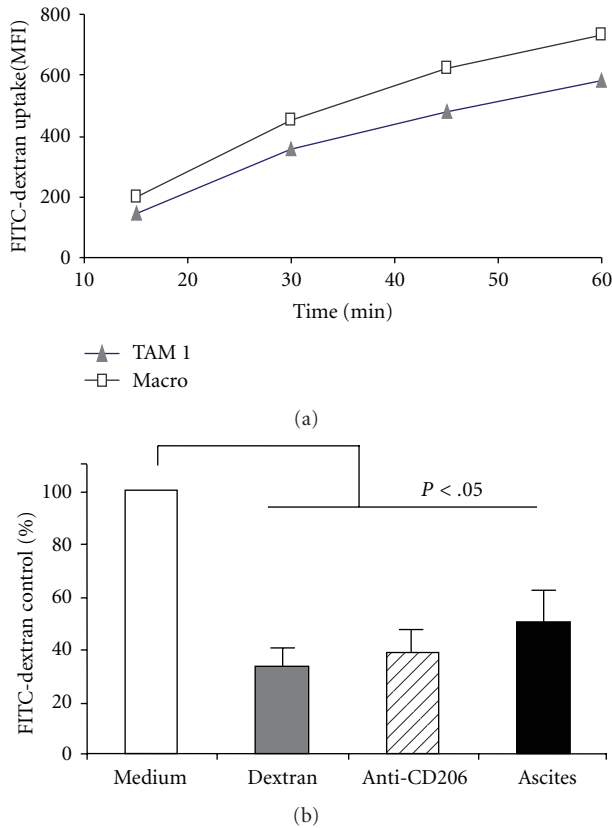 800
600
400
200
0
FITC-dextran uptake(MFI)
10 20 30 40 50 60
Time (min)
TAM 1
Macro
(a)
P < .05
100
80
60
40
20
0
FITC-dextran control (%)
Medium Dextran Anti-CD206 Ascites
(b)